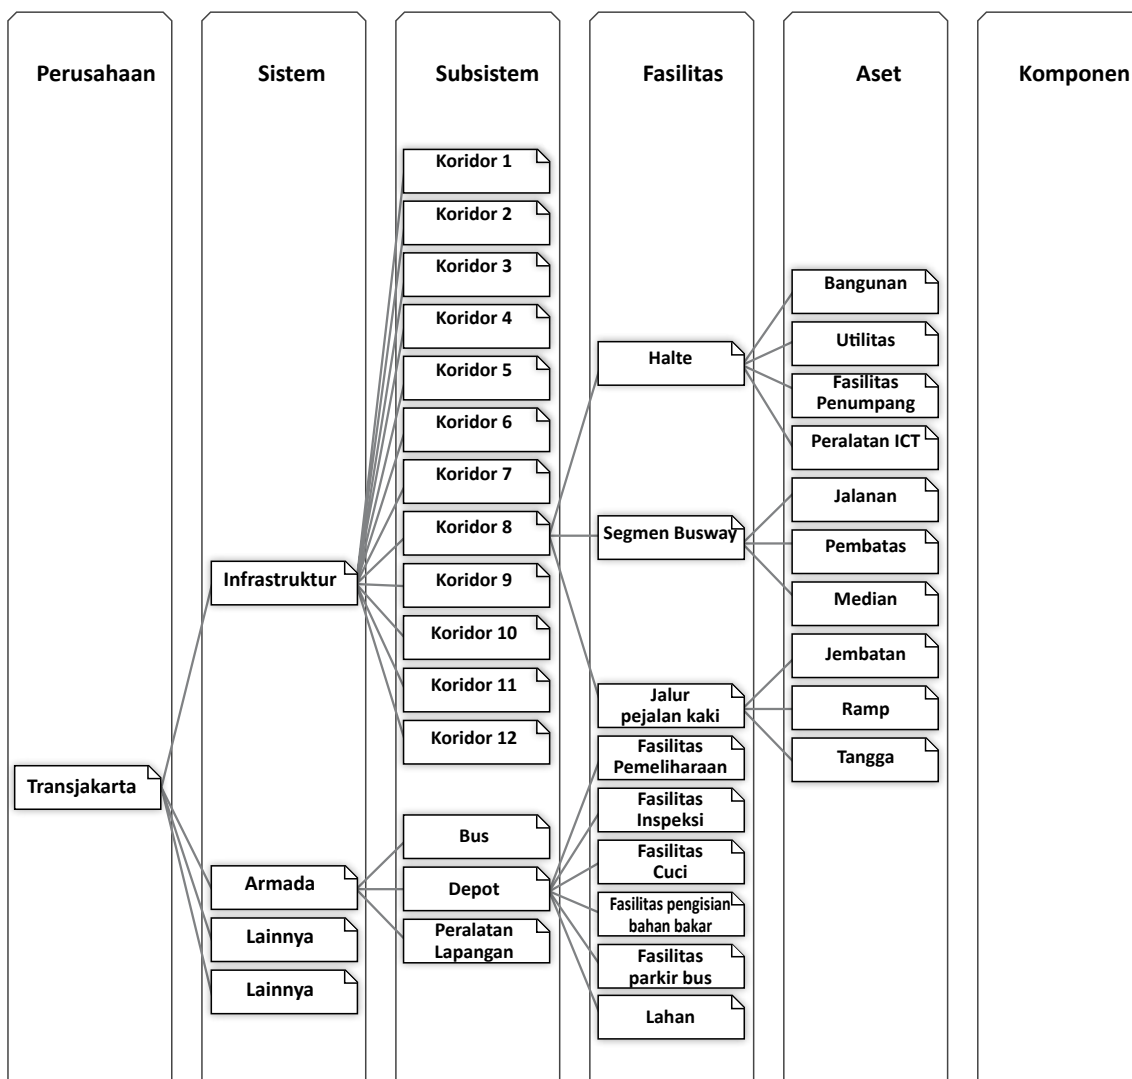 Perusahaan
Sistem
Subsistem
Fasilitas
Aset
Komponen
Transjakarta
Infrastruktur
Armada
Lainnya
Lainnya
Koridor 1
Koridor 2
Koridor 3
Koridor 4
Koridor 5
Koridor 6
Koridor 7
Koridor 8
Koridor 9
Koridor 10
Koridor 11
Koridor 12
Bus
Depot
Peralatan
Lapangan
Halte
Segmen Busway
Jalur
pejalan kaki
Fasilitas
Pemeliharaan
Fasilitas
Inspeksi
Fasilitas
Cuci
Fasilitas pengisian
bahan bakar
Fasilitas
parkir bus
Lahan
Bangunan
Utilitas
Fasilitas
Penumpang
Peralatan ICT
Jalanan
Pembatas
Median
Jembatan
Ramp
Tangga